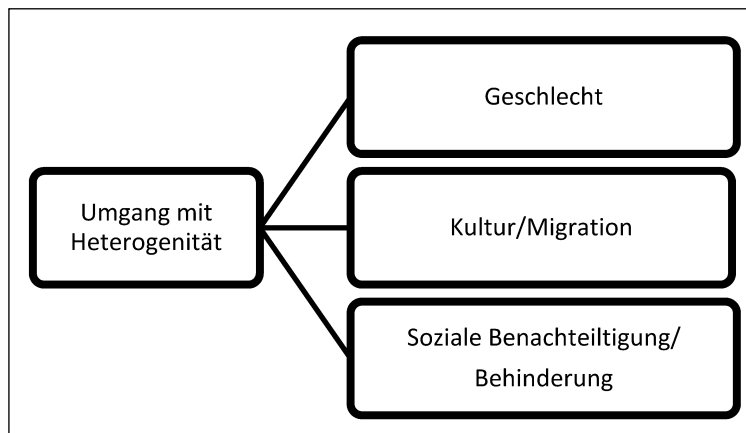 Geschlecht
Umgang mit
Heterogenität
Kultur/Migration
Soziale Benachteiltigung/
Behinderung